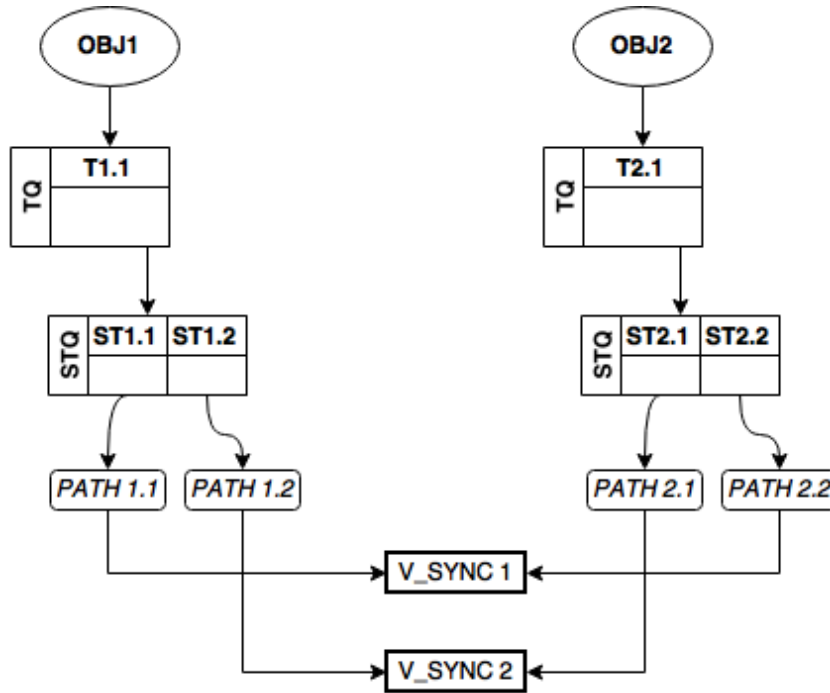 OBJ1
OBJ2
TQ
T1.1
TQ
T2.1
STQ
ST1.1
ST1.2
STQ
ST2.1
ST2.2
PATH 1.1
PATH 1.2
PATH 2.1
PATH 2.2
V_SYNC 1
V_SYNC 2